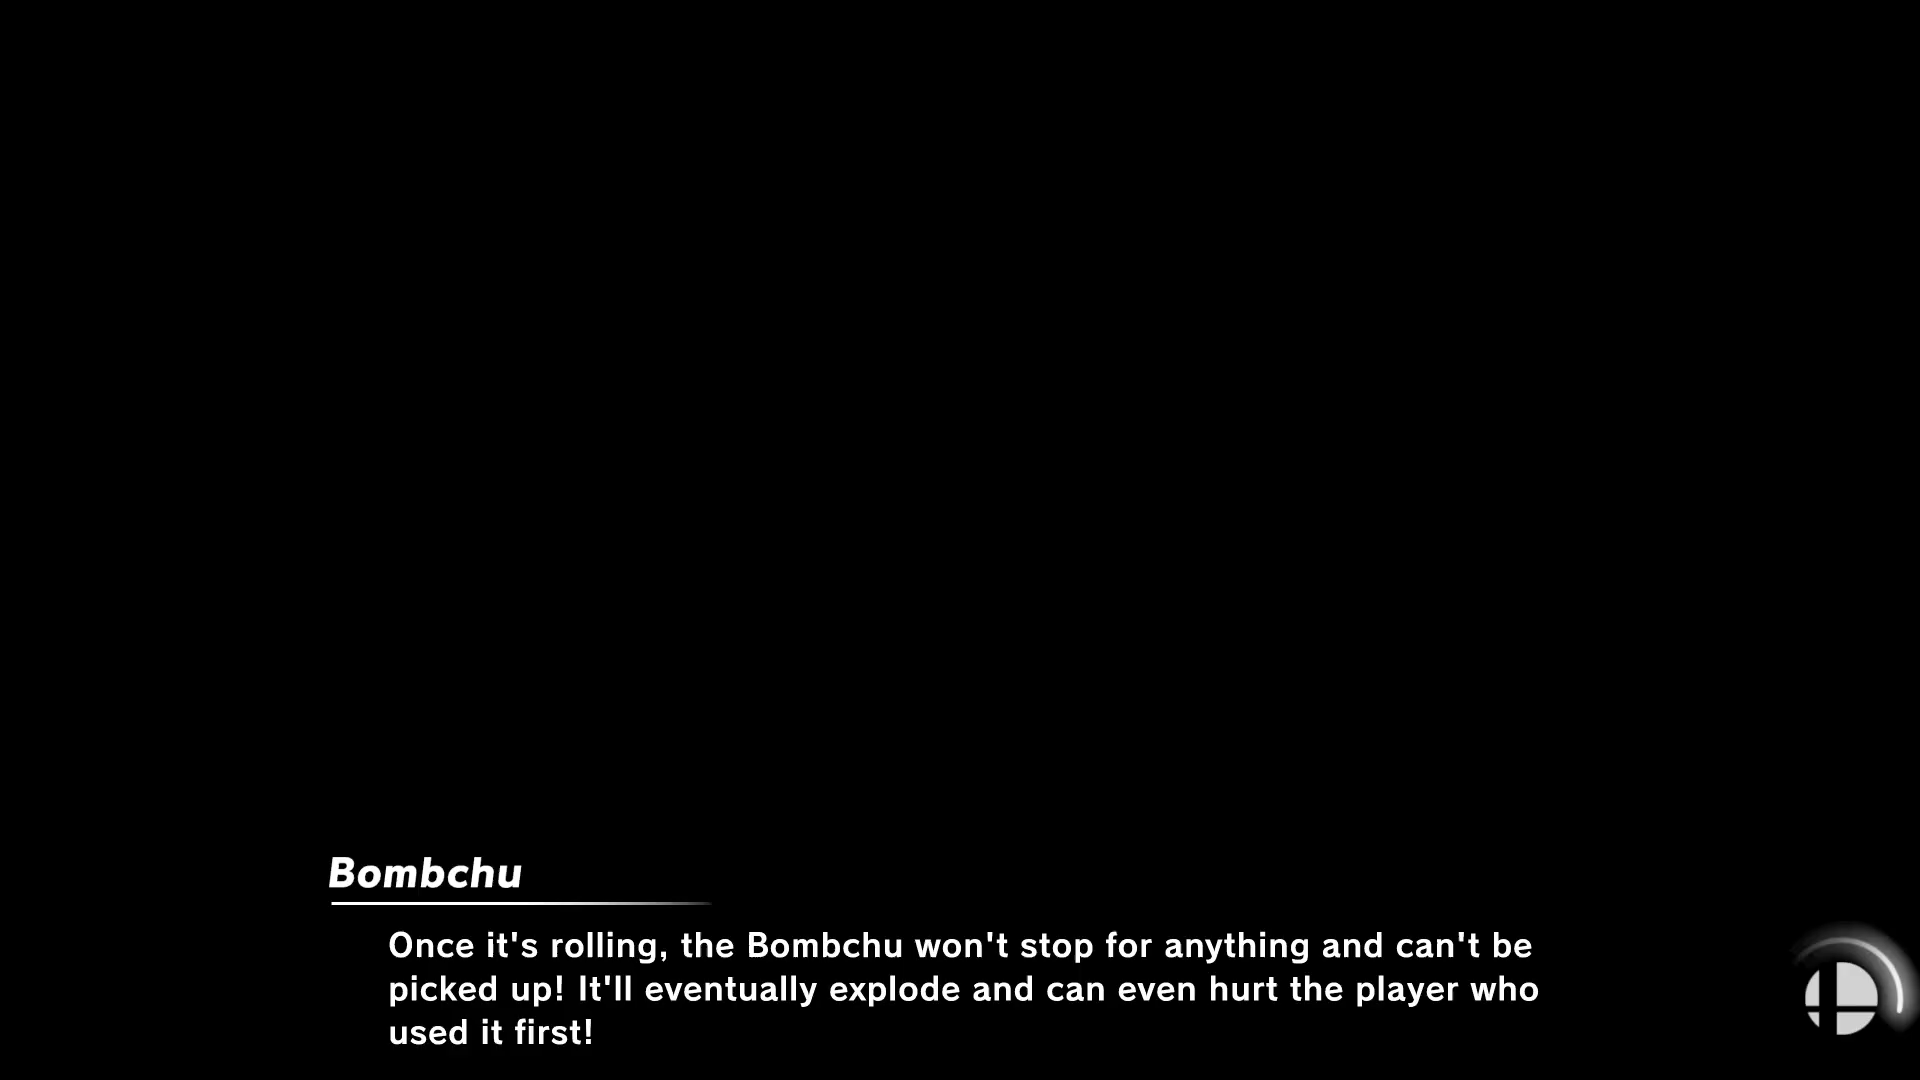 Bombchu
Once it's rolling, the Bombchu won't stop for anything and can't be
picked up! It'll eventually explode and can even hurt the player who
used it first!